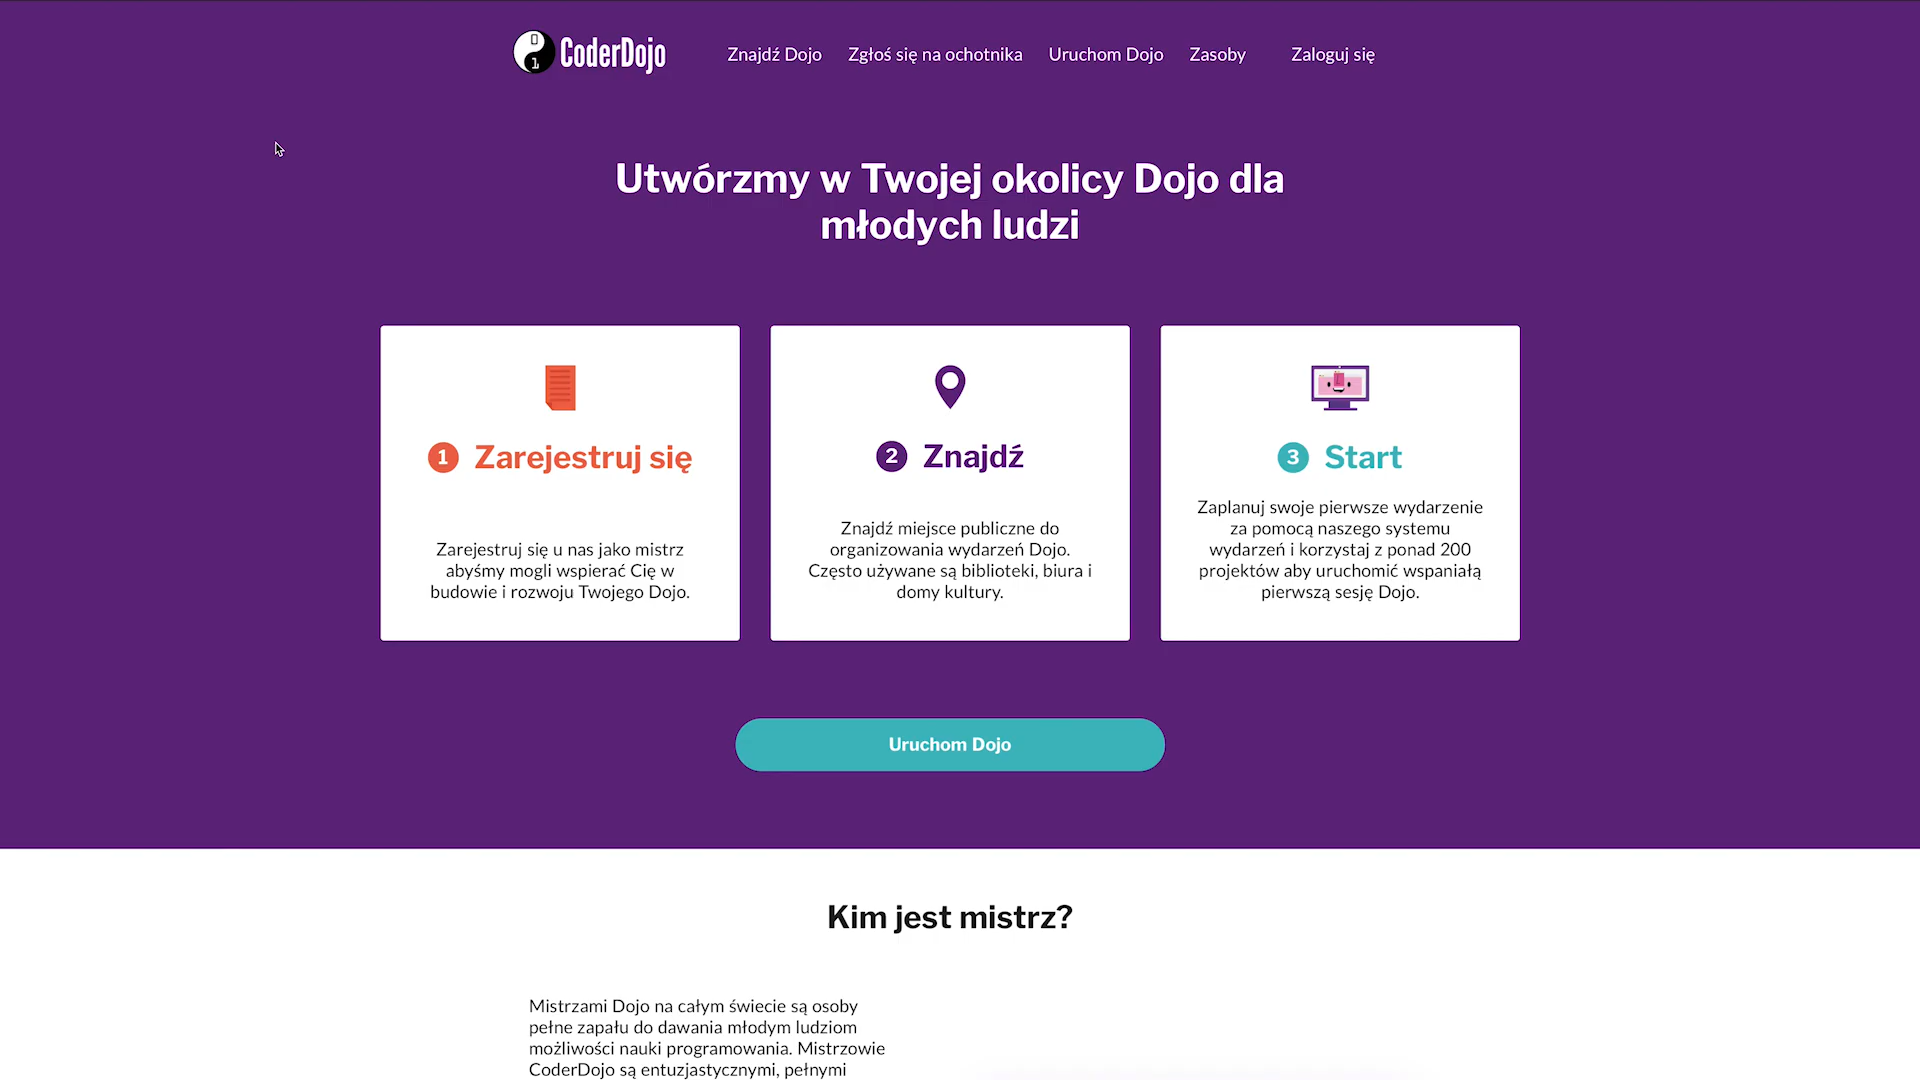 CoderDojo
Znajdź Dojo
Zgłoś się na ochotnika
Uruchom Dojo
Zasoby
Zaloguj się
Utwórzmy w Twojej okolicy Dojo dla
młodych ludzi
1 Zarejestruj się
Zarejestruj się u nas jako mistrz
abyśmy mogli wspierać Cię w
budowie i rozwoju Twojego Dojo.
2 Znajdź
Znajdź miejsce publiczne do
organizowania wydarzeń Dojo.
Często używane są biblioteki, biura i
domy kultury.
3 Start
Zaplanuj swoje pierwsze wydarzenie
za pomocą naszego systemu
wydarzeń i korzystaj z ponad 200
projektów aby uruchomić wspaniałą
pierwszą sesję Dojo.
Uruchom Dojo
Kim jest mistrz?
Mistrzami Dojo na całym świecie są osoby
pełne zapału do dawania młodym ludziom
możliwości nauki programowania. Mistrzowie
CoderDojo są entuzjastycznymi, pełnymi